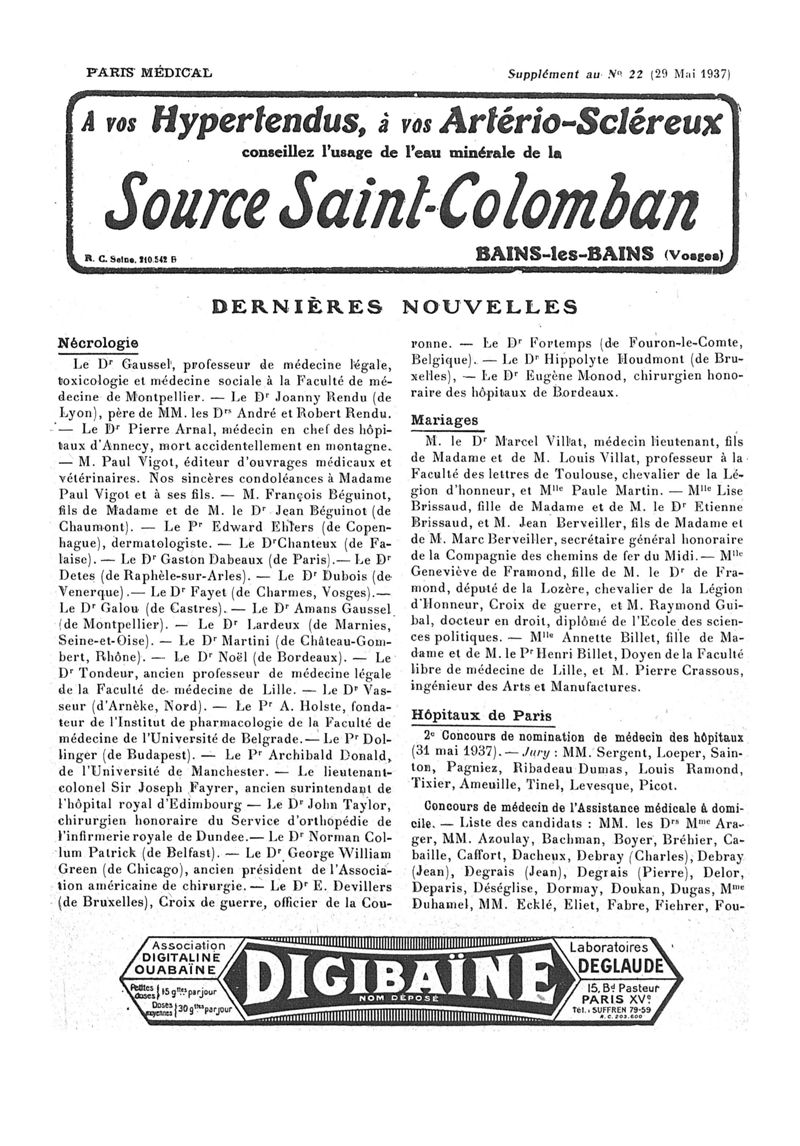 PARIS MÉDICAL
Supplément au Nº 22 (29 Mai 1937)
A vos Hypertendus, à vos Artério-Scléreux
conseillez l'usage de l'eau minérale de la
Source Saint-Colomban
R. C. Seine, 210.542 B
BAINS-les-BAINS (Vosges)
DERNIÈRES NOUVELLES
Nécrologie
Le Dr Gaussel, professeur de médecine légale,
toxicologie et médecine sociale à la Faculté de mé-
decine de Montpellier. — Le Dr Joanny Rendu (de
Lyon), père de MM. les Drs André et Robert Rendu.
— Le Dr Pierre Arnal, médecin en chef des hôpi-
taux d'Annecy, mort accidentellement en montagne.
— M. Paul Vigot, éditeur d'ouvrages médicaux et
vétérinaires. Nos sincères condoléances à Madame
Paul Vigot et à ses fils. — M. François Béguinot,
fils de Madame et de M. le Dr Jean Béguinot (de
Chaumont). — Le Pr Edward Ehlers (de Copen-
hague), dermatologiste. — Le DrChanteux (de Fa-
laise). — Le Dr Gaston Dabeaux (de Paris).— Le Dr
Detes (de Raphèle-sur-Arles). — Le Dr Dubois (de
Venerque).— Le Dr Fayet (de Charmes, Vosges).—
Le Dr Galou (de Castres). — Le Dr Amans Gaussel
(de Montpellier). — Le Dr Lardeux (de Marnies,
Seine-et-Oise). — Le Dr Martini (de Château-Gom-
bert, Rhône). — Le Dr Noël (de Bordeaux). — Le
Dr Tondeur, ancien professeur de médecine légale
de la Faculté de médecine de Lille. — Le Dr Vas-
seur (d'Arnèke, Nord). — Le Pr A. Holste, fonda-
teur de l'Institut de pharmacologie de la Faculté de
médecine de l'Université de Belgrade.— Le Pr Dol-
linger (de Budapest). — Le Pr Archibald Donald,
de l'Université de Manchester. — Le lieutenant-
colonel Sir Joseph Fayrer, ancien surintendant de
l'hôpital royal d'Edimbourg — Le Dr John Taylor,
chirurgien honoraire du Service d'orthopédie de
l'infirmerie royale de Dundee.— Le Dr Norman Col-
lum Patrick (de Belfast). — Le Dr George William
Green (de Chicago), ancien président de l'Associa-
tion américaine de chirurgie.— Le Dr E. Devillers
(de Bruxelles), Croix de guerre, officier de la Cou-
ronne. — Le Dr Fortemps (de Fouron-le-Comte,
Belgique). — Le Dr Hippolyte Houdmont (de Bru-
xelles), — Le Dr Eugène Monod, chirurgien hono-
raire des hôpitaux de Bordeaux.
Mariages
M. le Dr Marcel Villat, médecin lieutenant, fils
de Madame et de M. Louis Villat, professeur à la
Faculté des lettres de Toulouse, chevalier de la Lé-
gion d'honneur, et Mlle Paule Martin. — Mlle Lise
Brissaud, fille de Madame et de M. le Dr Etienne
Brissaud, et M. Jean Berveiller, fils de Madame et
de M. Marc Berveiller, secrétaire général honoraire
de la Compagnie des chemins de fer du Midi.— Mlle
Geneviève de Framond, fille de M. le Dr de Fra-
mond, député de la Lozère, chevalier de la Légion
d'Honneur, Croix de guerre, et M. Raymond Gui-
bal, docteur en droit, diplômé de l'Ecole des scien-
ces politiques. — Mlle Annette Billet, fille de Ma-
dame et de M. le Pr Henri Billet, Doyen de la Faculté
libre de médecine de Lille, et M. Pierre Crassous,
ingénieur des Arts et Manufactures.
Hôpitaux de Paris
2e Concours de nomination de médecin des hôpitaux
(31 mai 1937).— Jury : MM. Sergent, Loeper, Sain-
ton, Pagniez, Ribadeau Dumas, Louis Ramond,
Tixier, Ameuille, Tinel, Levesque, Picot.
Concours de médecin de l'Assistance médicale à domi-
cile. — Liste des candidats : MM. les Drs Mme Ara-
ger, MM. Azoulay, Bachman, Boyer, Bréhier, Ca-
baille, Caffort, Dacheux, Debray (Charles), Debray
(Jean), Degrais (Jean), Degrais (Pierre), Delor,
Deparis, Déséglise, Dormay, Doukan, Dugas, Mme
Duhamel, MM. Ecklé, Eliet, Fabre, Fiehrer, Fou-
Association
DIGITALINE
OUABAÏNE
Petites doses } 15 gttes par jour
Doses moyennes } 30 gttes par jour
DIGIBAÏNE
NOM DÉPOSÉ
Laboratoires
DEGLAUDE
15, Bd Pasteur
PARIS XVe
Tél.: SUFFREN 79-59
R.C. 203.600